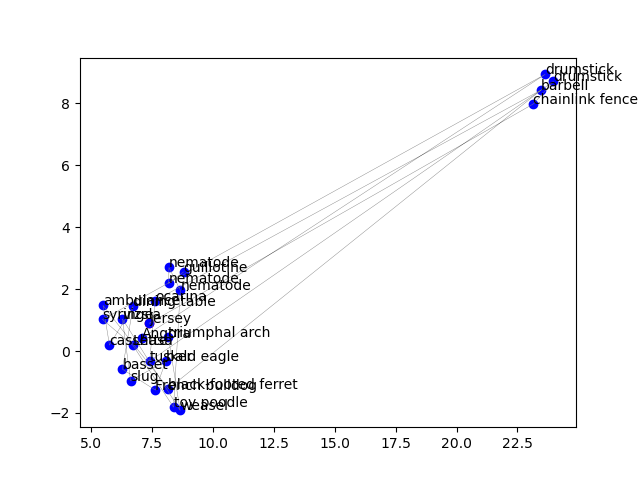 drumstick
drumstick
barbell
chainlink fence
8
6
4
2
0
−2
nematode
guillotine
nematode
nematode
ocarina
ambulance
dining table
syringe
jersey
Angora
triumphal arch
tusker
bald eagle
basset
slug
French bulldog
black-footed ferret
toy poodle
weasel
5.0 7.5 10.0 12.5 15.0 17.5 20.0 22.5